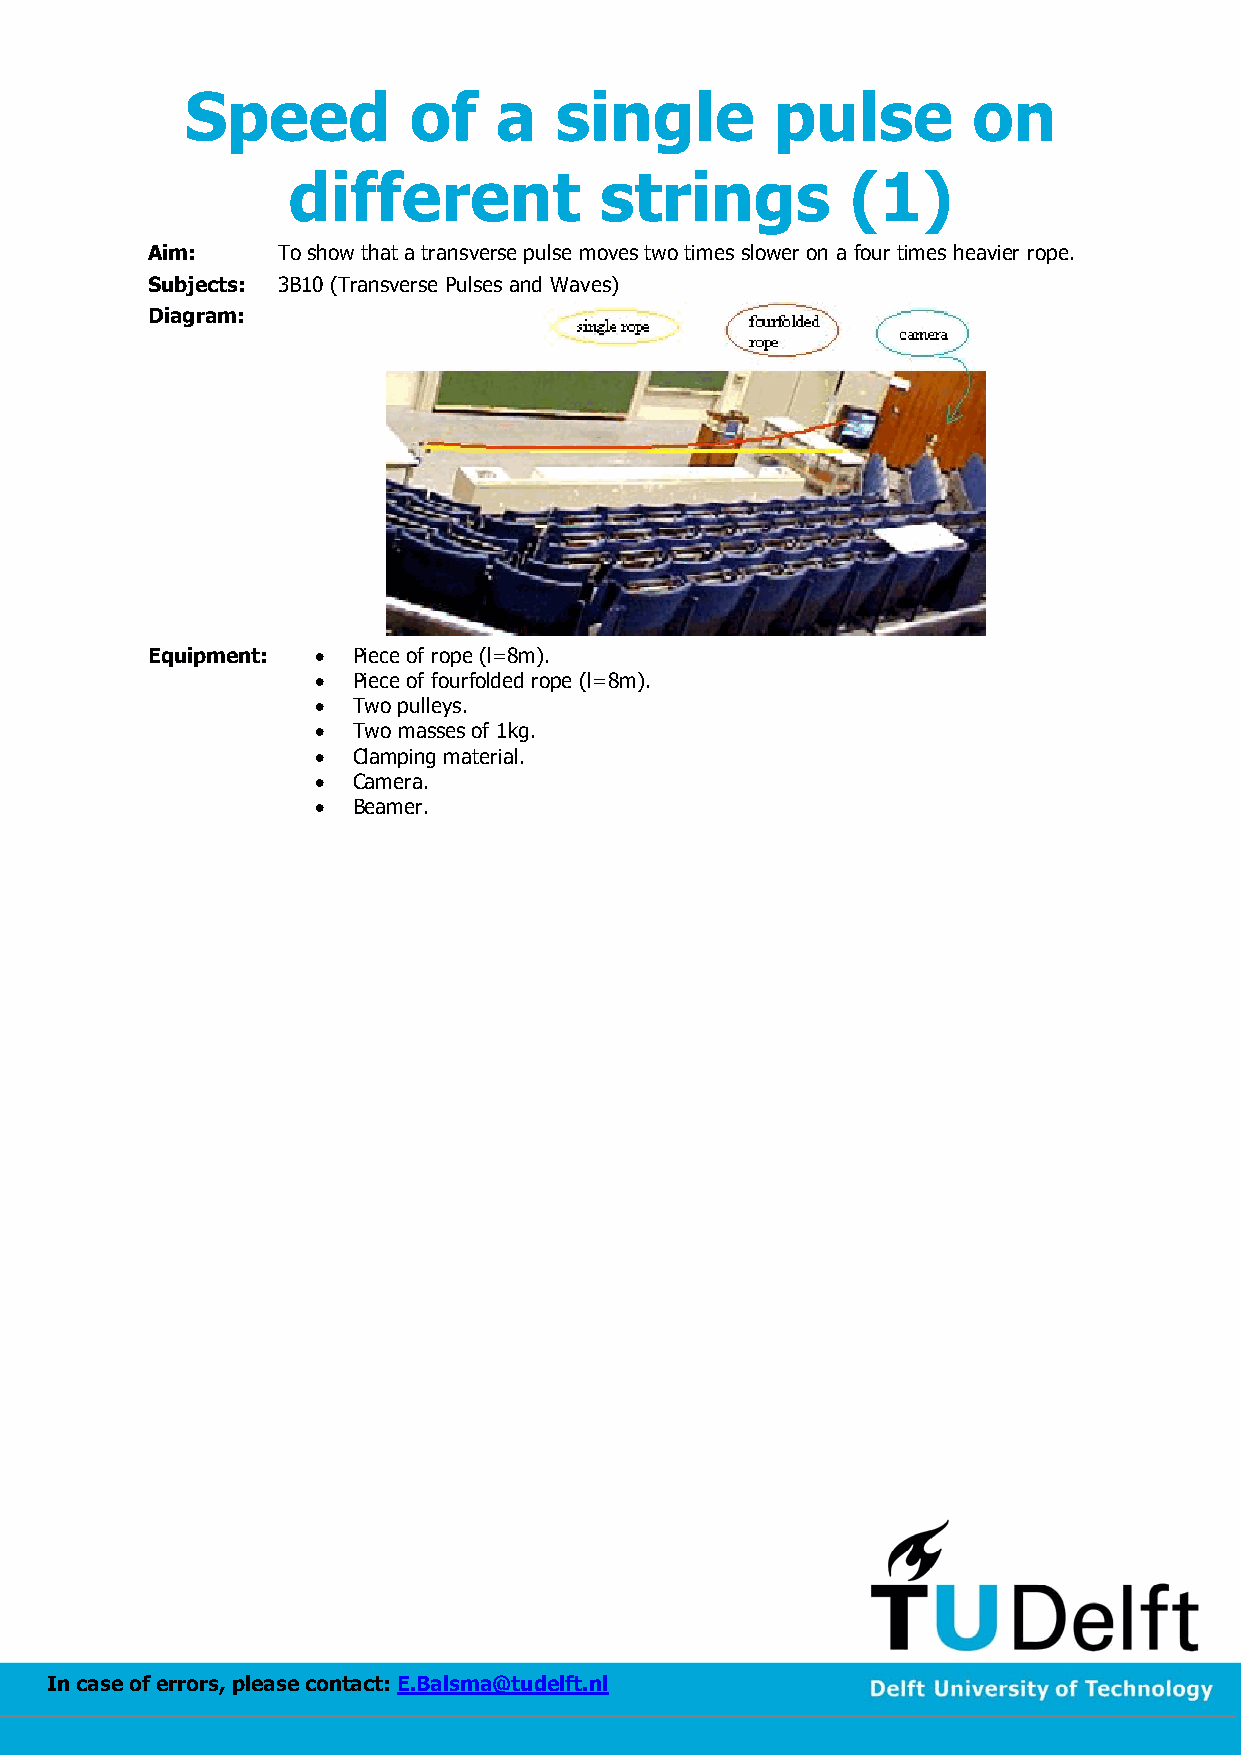 Speed of a single pulse on
different strings (1)
Aim: To show that a transverse pulse moves two times slower on a four times heavier rope.
Subjects: 3B10 (Transverse Pulses and Waves)
Diagram:
single rope
fourfolded
rope
camera
Equipment: • Piece of rope (l=8m).
• Piece of fourfolded rope (l=8m).
• Two pulleys.
• Two masses of 1kg.
• Clamping material.
• Camera.
• Beamer.
TUDelft
In case of errors, please contact: E.Balsma@tudelft.nl
Delft University of Technology